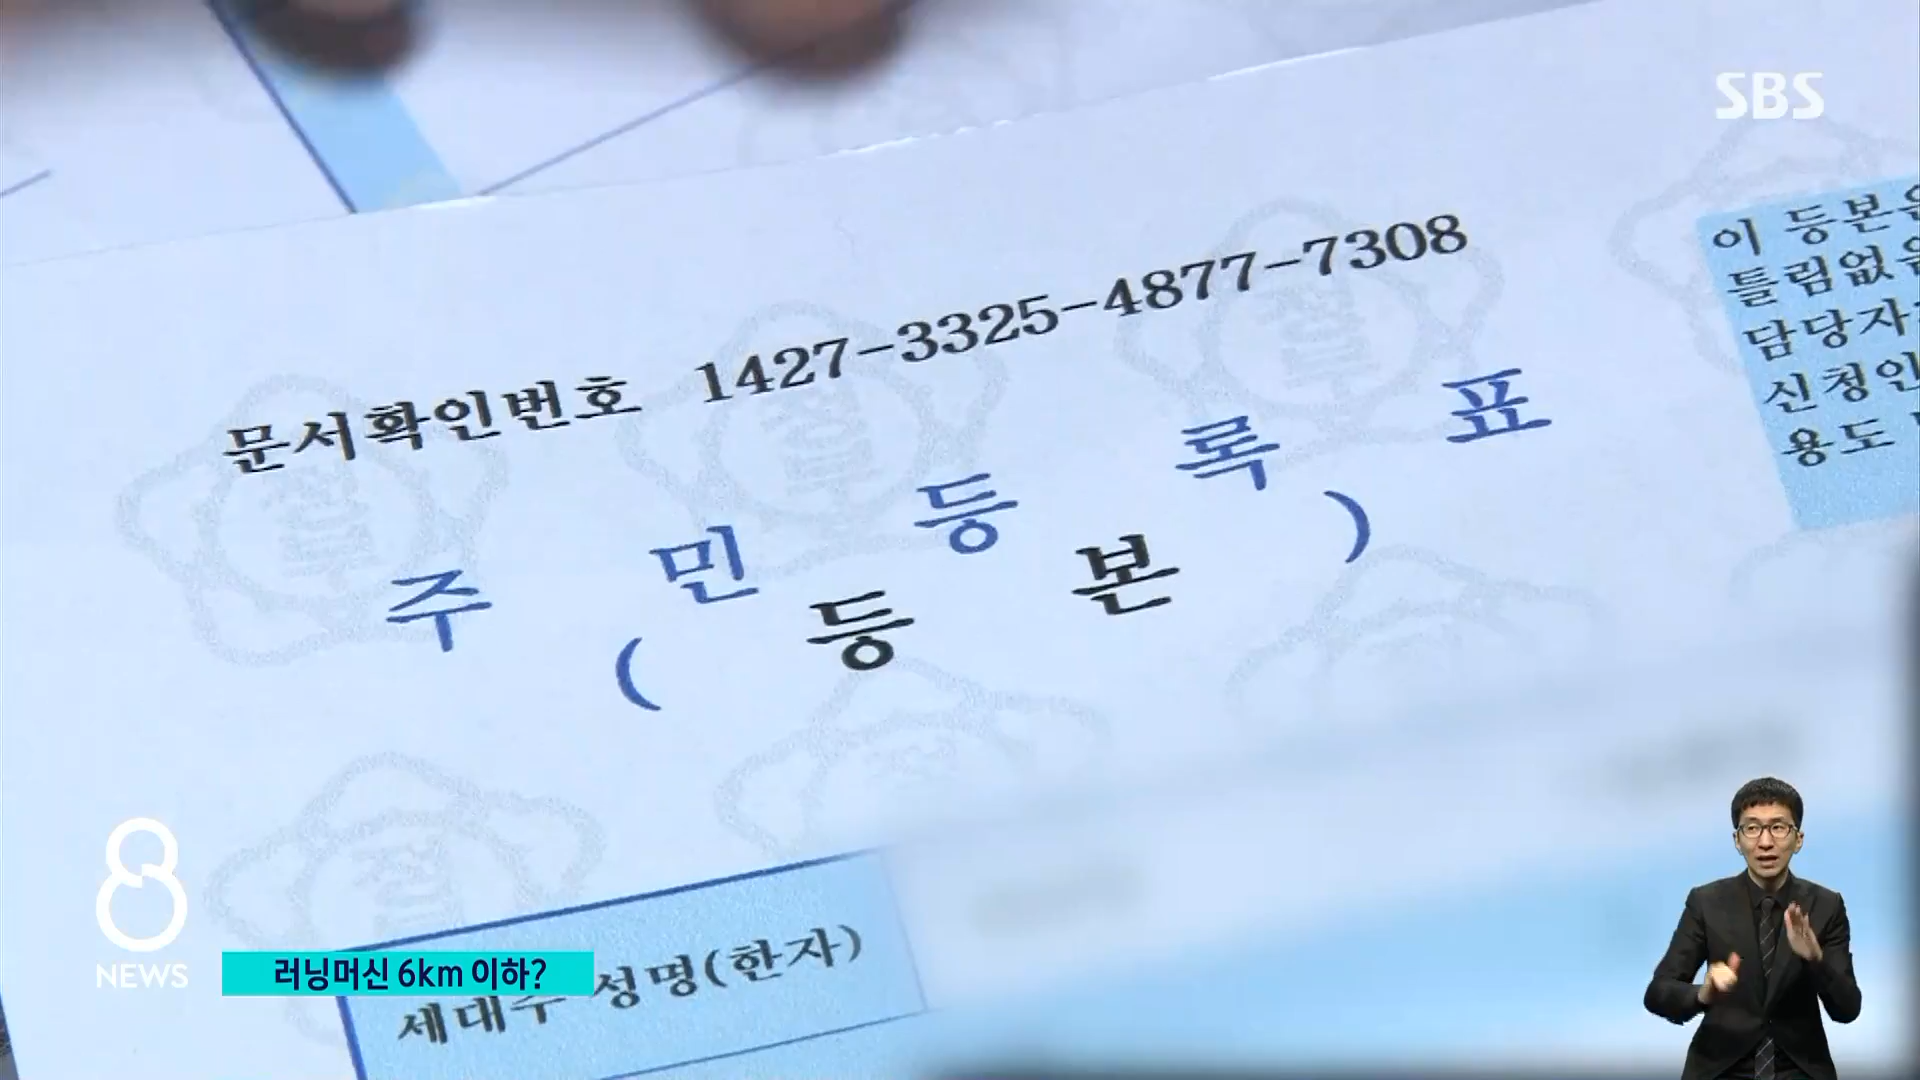 SBS
문서확인번호 1427-3325-4877-7308
주 민 등 록 표
( 등 본 )
이 등본은
틀림없음
담당자
신청인
용도
세대주 성명(한자)
8
NEWS
러닝머신 6km 이하?